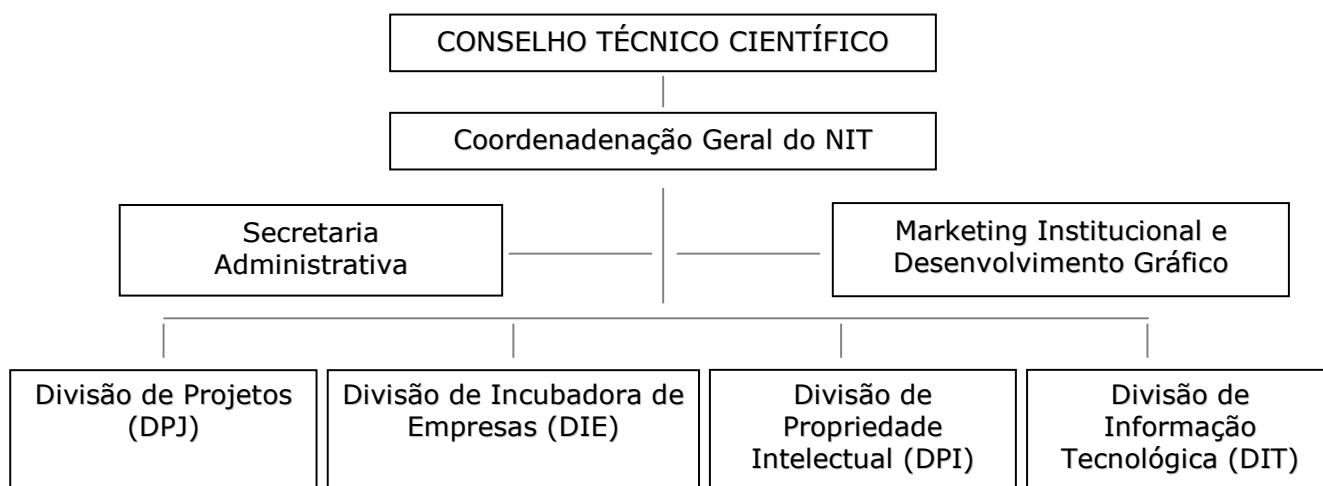 CONSELHO TÉCNICO CIENTÍFICO
Coordenadenação Geral do NIT
Secretaria
Administrativa
Marketing Institucional e
Desenvolvimento Gráfico
Divisão de Projetos
(DPJ)
Divisão de Incubadora de
Empresas (DIE)
Divisão de
Propriedade
Intelectual (DPI)
Divisão de
Informação
Tecnológica (DIT)